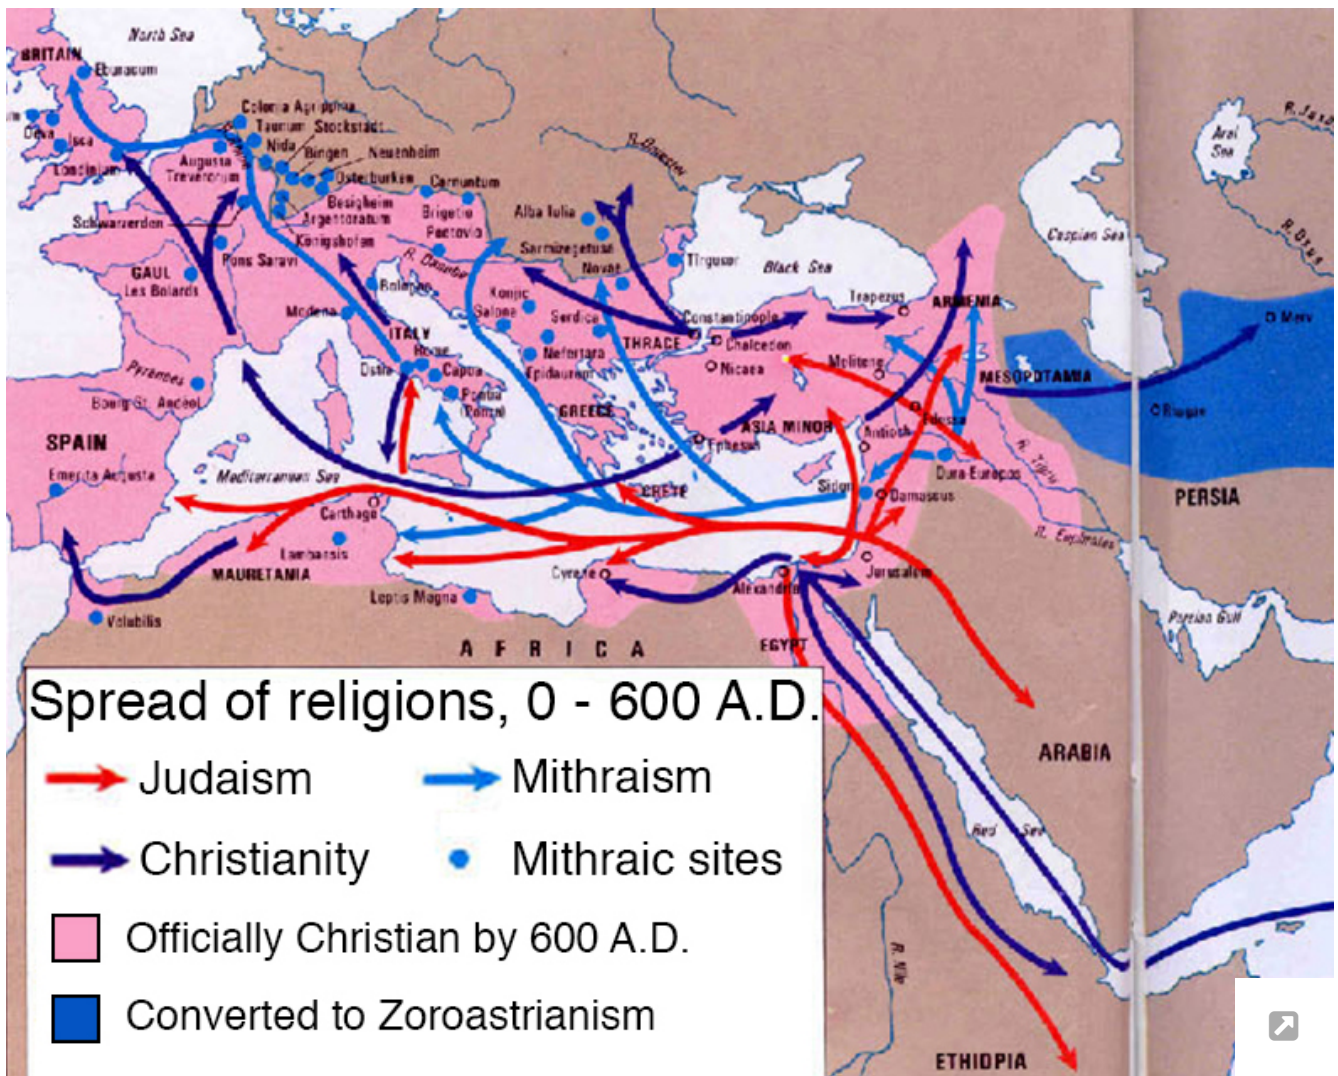 North Sea
BRITAIN
Eburacum
Deva
Isca
Londinium
Colonia Agrippina
Taunum
Stockstadt
Nida
Bingen
Neuenheim
Augusta
Treverorum
Osterburken
Carnuntum
Besigheim
Argentoratum
Schwarzerden
Königshofen
Brigetio
Poetovio
Alba Iulia
Sarmizegetusa
Novae
R. Dniester
Tirgusor
Black Sea
Caspian Sea
Aral
Sea
R. Oxus
GAUL
Les Bolards
Pons Saravi
R. Danube
Bologna
Modena
ITALY
Rome
Ostia
Capua
Pontia
(Ponza)
Konjic
Salona
Serdica
Nefertara
Epidaurum
THRACE
Constantinople
Chalcedon
Nicaea
Trapezus
ARMENIA
Melitene
MESOPOTAMIA
Merv
Pyrenees
Bourg St. Andeol
GREECE
ASIA MINOR
Ephesus
Antioch
Edessa
SPAIN
Emerita Augusta
Mediterranean Sea
CRETE
Sidon
Dura-Europos
Damascus
R. Tigris
R. Euphrates
PERSIA
Carthage
Lambaesis
MAURETANIA
Cyrene
Alexandria
Jerusalem
Leptis Magna
Volubilis
AFRICA
EGYPT
Persian Gulf
ARABIA
Red Sea
R. Nile
ETHIOPIA
Spread of religions, 0 - 600 A.D.
Judaism
Mithraism
Christianity
Mithraic sites
Officially Christian by 600 A.D.
Converted to Zoroastrianism